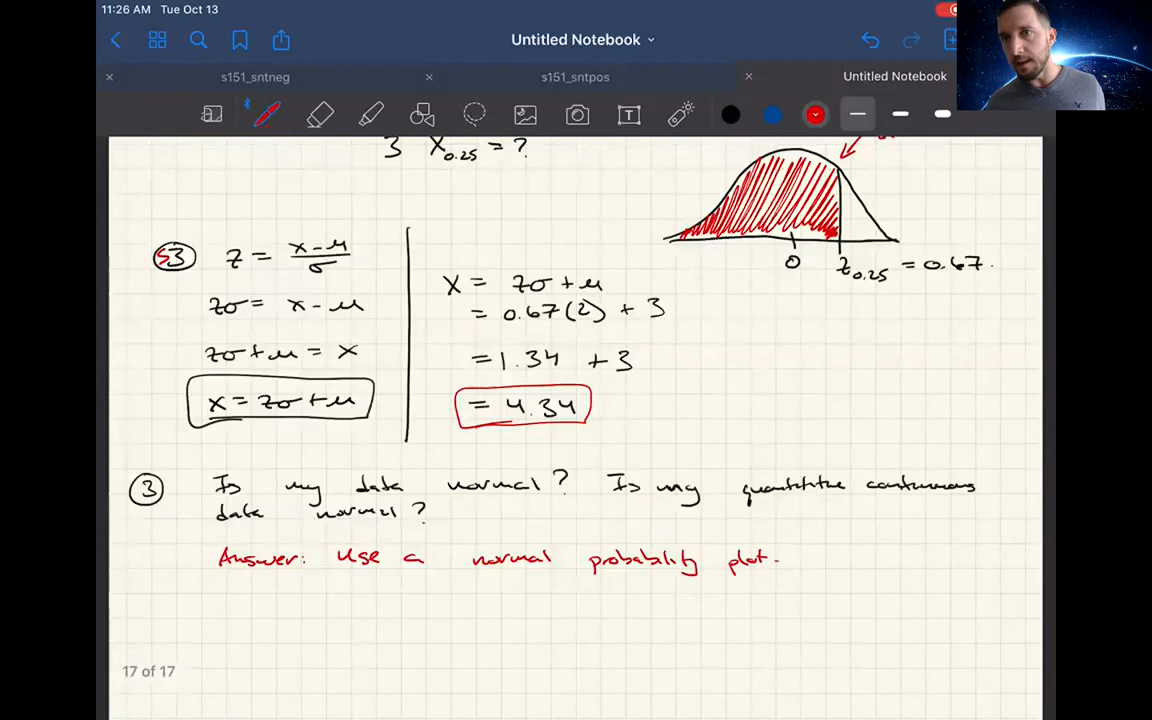 11:26 AM Tue Oct 13
Untitled Notebook
s151_sntneg
s151_sntpos
Untitled Notebook
3 X0.25 = ?
S3 z = x-μ/σ
zσ = x - μ
zσ + μ = x
x = zσ + μ
x = zσ + μ
= 0.67(2) + 3
= 1.34 + 3
= 4.34
0 z0.25 = 0.67.
3 Is my data normal? Is my quantitative continuous
data normal?
Answer: Use a normal probability plot.
17 of 17